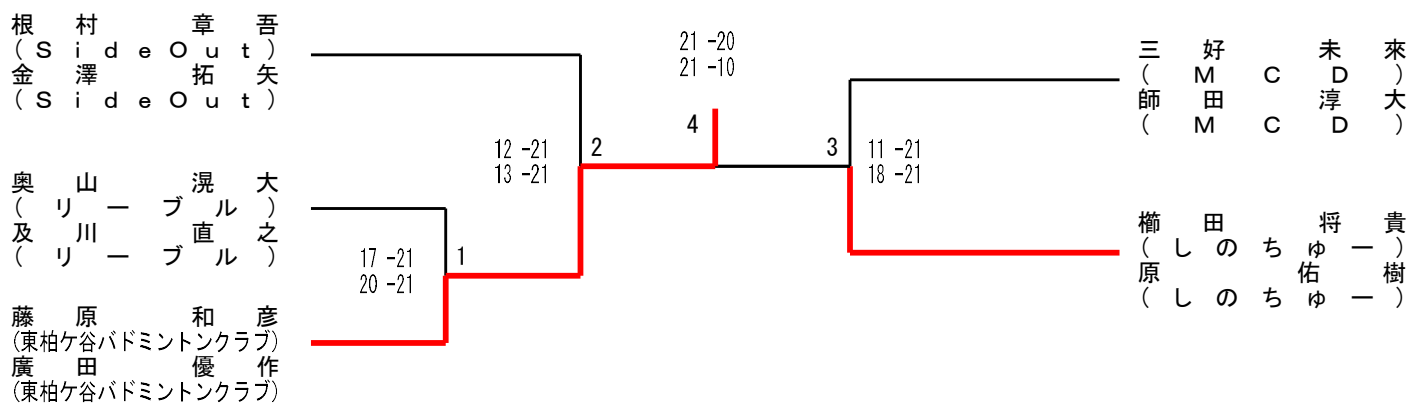 根村 章吾
(SideOut)
金澤 拓矢
(SideOut)
奥山 滉大
(リーブル)
及川 直之
(リーブル)
藤原 和彦
(東柏ケ谷バドミントンクラブ)
廣田 優作
(東柏ケ谷バドミントンクラブ)
17 -21
20 -21
1
12 -21
13 -21
2
21 -20
21 -10
4
3
11 -21
18 -21
三好 未來
(MCD)
師田 淳大
(MCD)
櫛田 将貴
(しのちゅー)
原 佑樹
(しのちゅー)